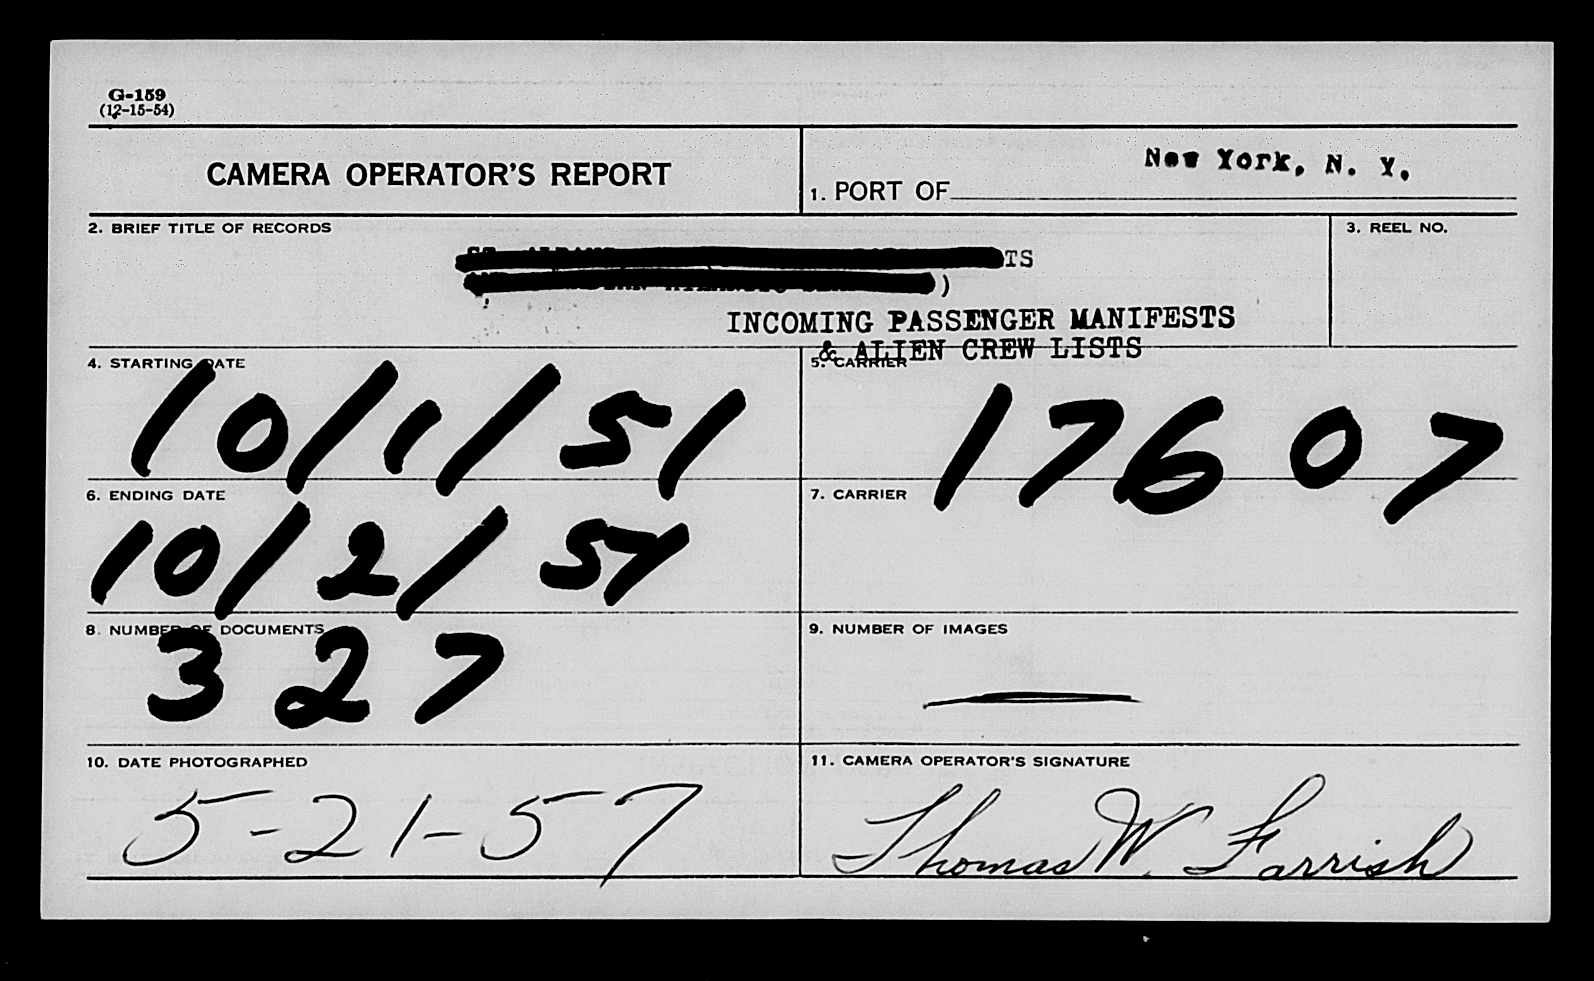 G-159
(12-15-54)
CAMERA OPERATOR'S REPORT
1. PORT OF New York, N. Y.
2. BRIEF TITLE OF RECORDS
TS
)
INCOMING PASSENGER MANIFESTS
& ALIEN CREW LISTS
3. REEL NO.
4. STARTING DATE
10/1/51
5. CARRIER
17607
6. ENDING DATE
10/2/51
7. CARRIER
8. NUMBER OF DOCUMENTS
327
9. NUMBER OF IMAGES
—
10. DATE PHOTOGRAPHED
5-21-57
11. CAMERA OPERATOR'S SIGNATURE
Thomas W. Farrish